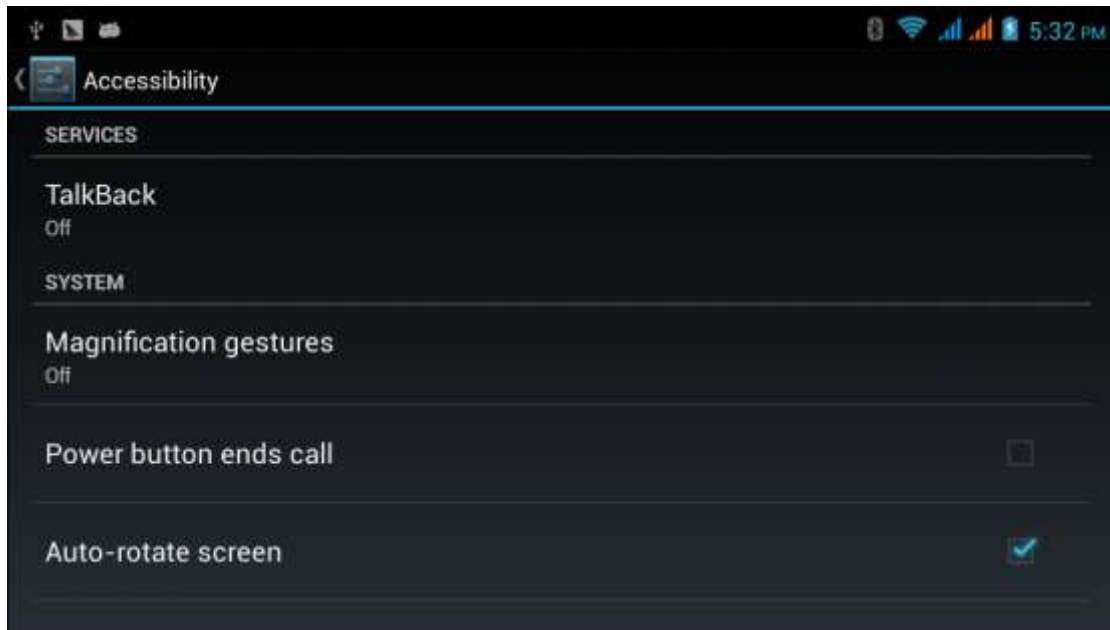 5:32 PM
Accessibility
SERVICES
TalkBack
Off
SYSTEM
Magnification gestures
Off
Power button ends call
Auto-rotate screen